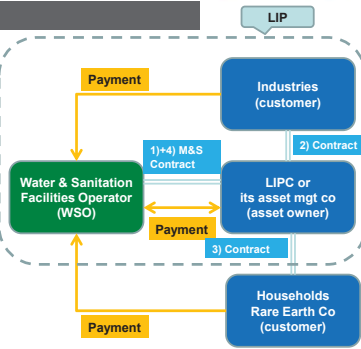 LIP
Payment
Industries
(customer)
1)+4) M&S
Contract
2) Contract
Water & Sanitation
Facilities Operator
(WSO)
LIPC or
its asset mgt co
(asset owner)
Payment
3) Contract
Households
Rare Earth Co
(customer)
Payment